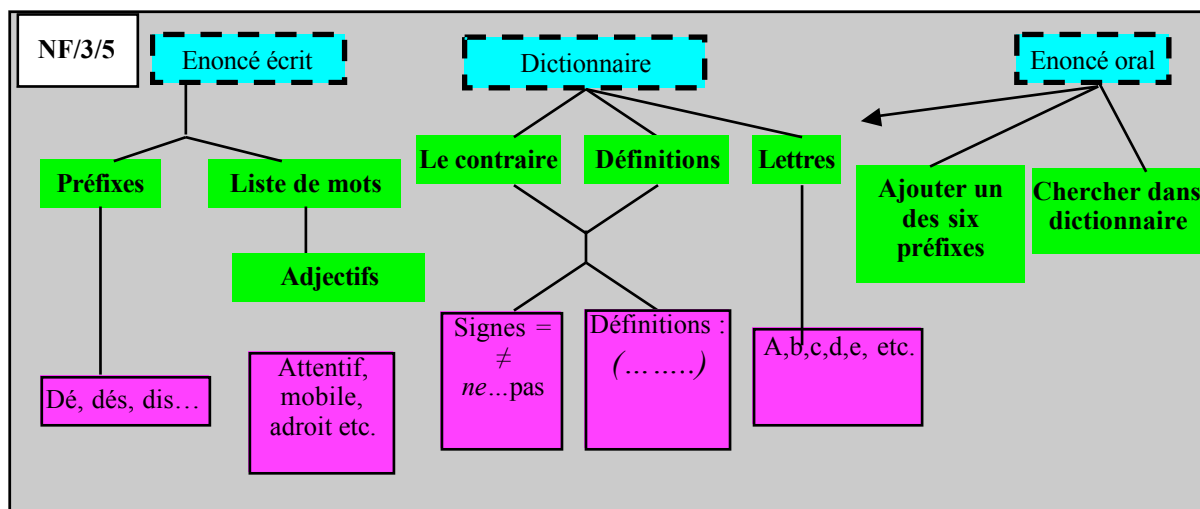 NF/3/5
Enoncé écrit
Dictionnaire
Enoncé oral
Préfixes
Liste de mots
Le contraire
Définitions
Lettres
Ajouter un
des six
préfixes
Chercher dans
dictionnaire
Adjectifs
Dé, dés, dis…
Attentif,
mobile,
adroit etc.
Signes =
≠
ne…pas
Définitions :
(… …..)
A,b,c,d,e, etc.